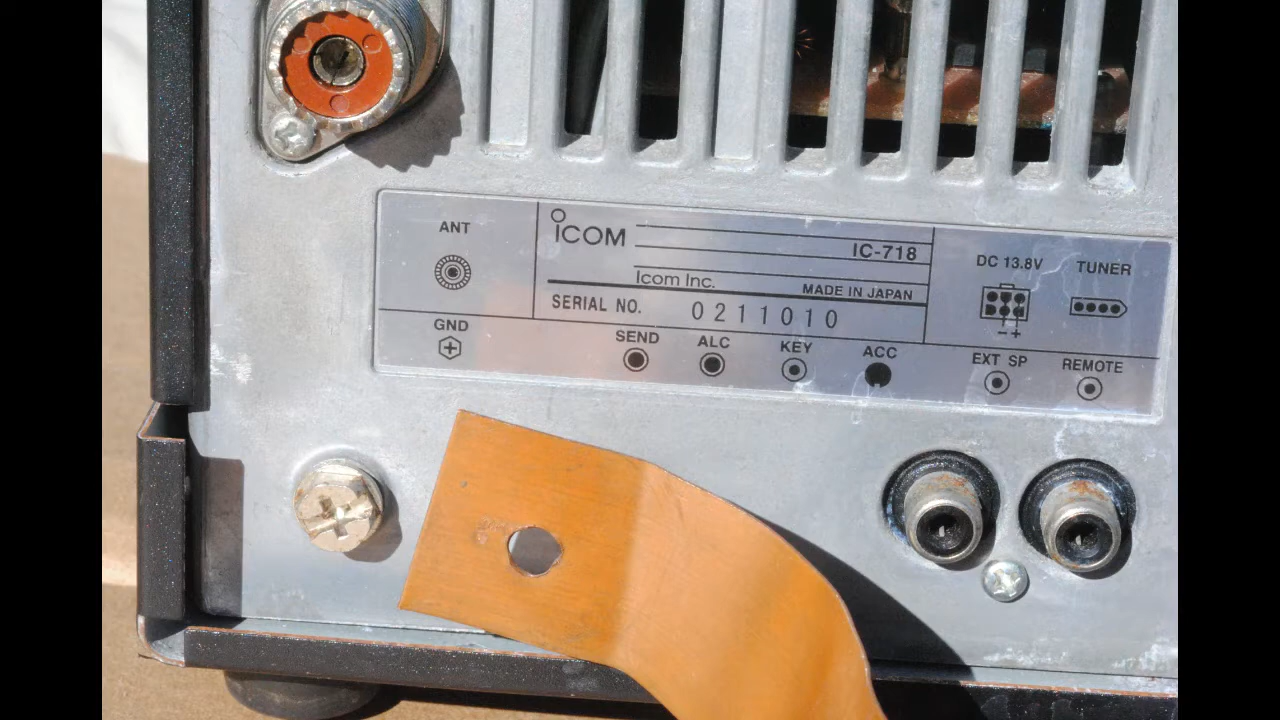 ANT
ICOM
IC-718
Icom Inc.
MADE IN JAPAN
SERIAL NO. 0211010
DC 13.8V
TUNER
- +
GND
SEND
ALC
KEY
ACC
EXT SP
REMOTE